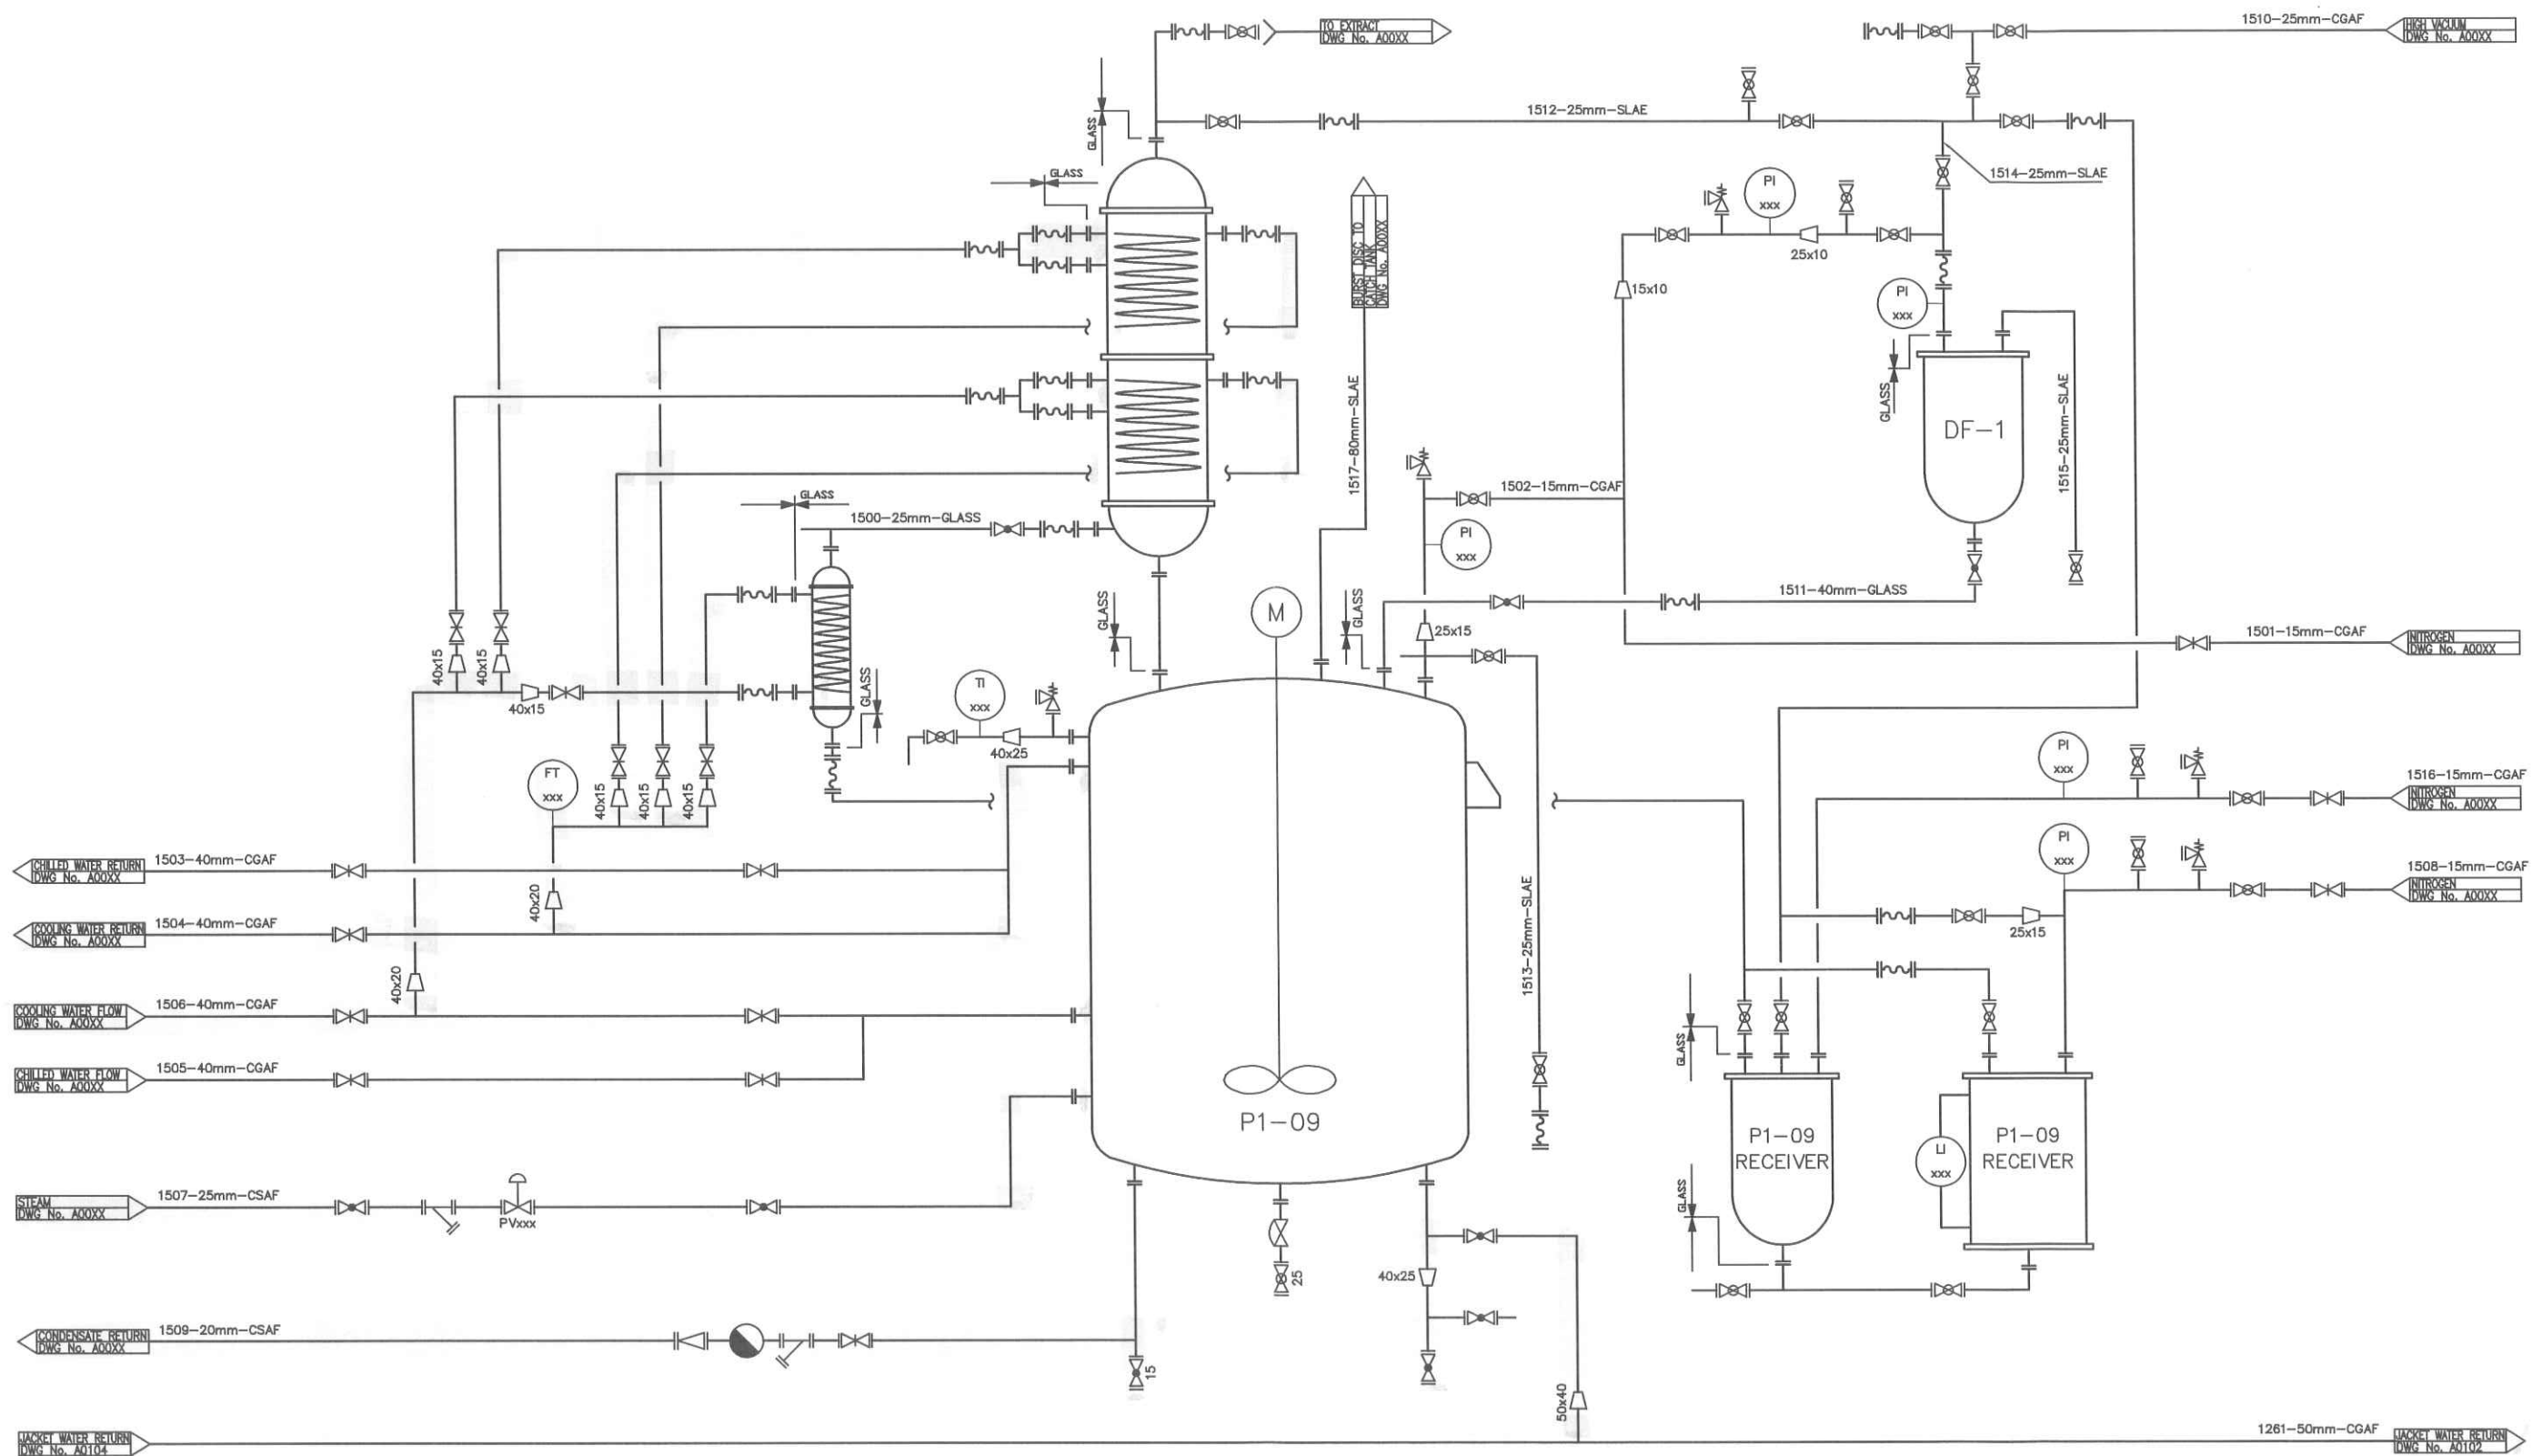 TO EXTRACT
DWG No. A00XX
1510-25mm-CGAF
HIGH VACUUM
DWG No. A00XX
GLASS
1512-25mm-SLAE
1514-25mm-SLAE
GLASS
BURST DISC TO
CATCH TANK
DWG No. A00XX
PI
xxx
25x10
15x10
PI
xxx
GLASS
DF-1
1515-25mm-SLAE
1517-80mm-SLAE
GLASS
1500-25mm-GLASS
1502-15mm-CGAF
PI
xxx
1511-40mm-GLASS
GLASS
M
GLASS
25x15
1501-15mm-CGAF
NITROGEN
DWG No. A00XX
40x15
40x15
40x15
GLASS
TI
xxx
40x25
FT
xxx
40x15
40x15
40x15
PI
xxx
1516-15mm-CGAF
NITROGEN
DWG No. A00XX
CHILLED WATER RETURN
DWG No. A00XX
1503-40mm-CGAF
PI
xxx
1508-15mm-CGAF
NITROGEN
DWG No. A00XX
40x20
COOLING WATER RETURN
DWG No. A00XX
1504-40mm-CGAF
1513-25mm-SLAE
25x15
40x20
COOLING WATER FLOW
DWG No. A00XX
1506-40mm-CGAF
GLASS
CHILLED WATER FLOW
DWG No. A00XX
1505-40mm-CGAF
P1-09
P1-09
RECEIVER
LI
xxx
P1-09
RECEIVER
STEAM
DWG No. A00XX
1507-25mm-CSAF
PVxxx
GLASS
25
40x25
CONDENSATE RETURN
DWG No. A00XX
1509-20mm-CSAF
15
50x40
JACKET WATER RETURN
DWG No. A0104
1261-50mm-CGAF
JACKET WATER RETURN
DWG No. A0102